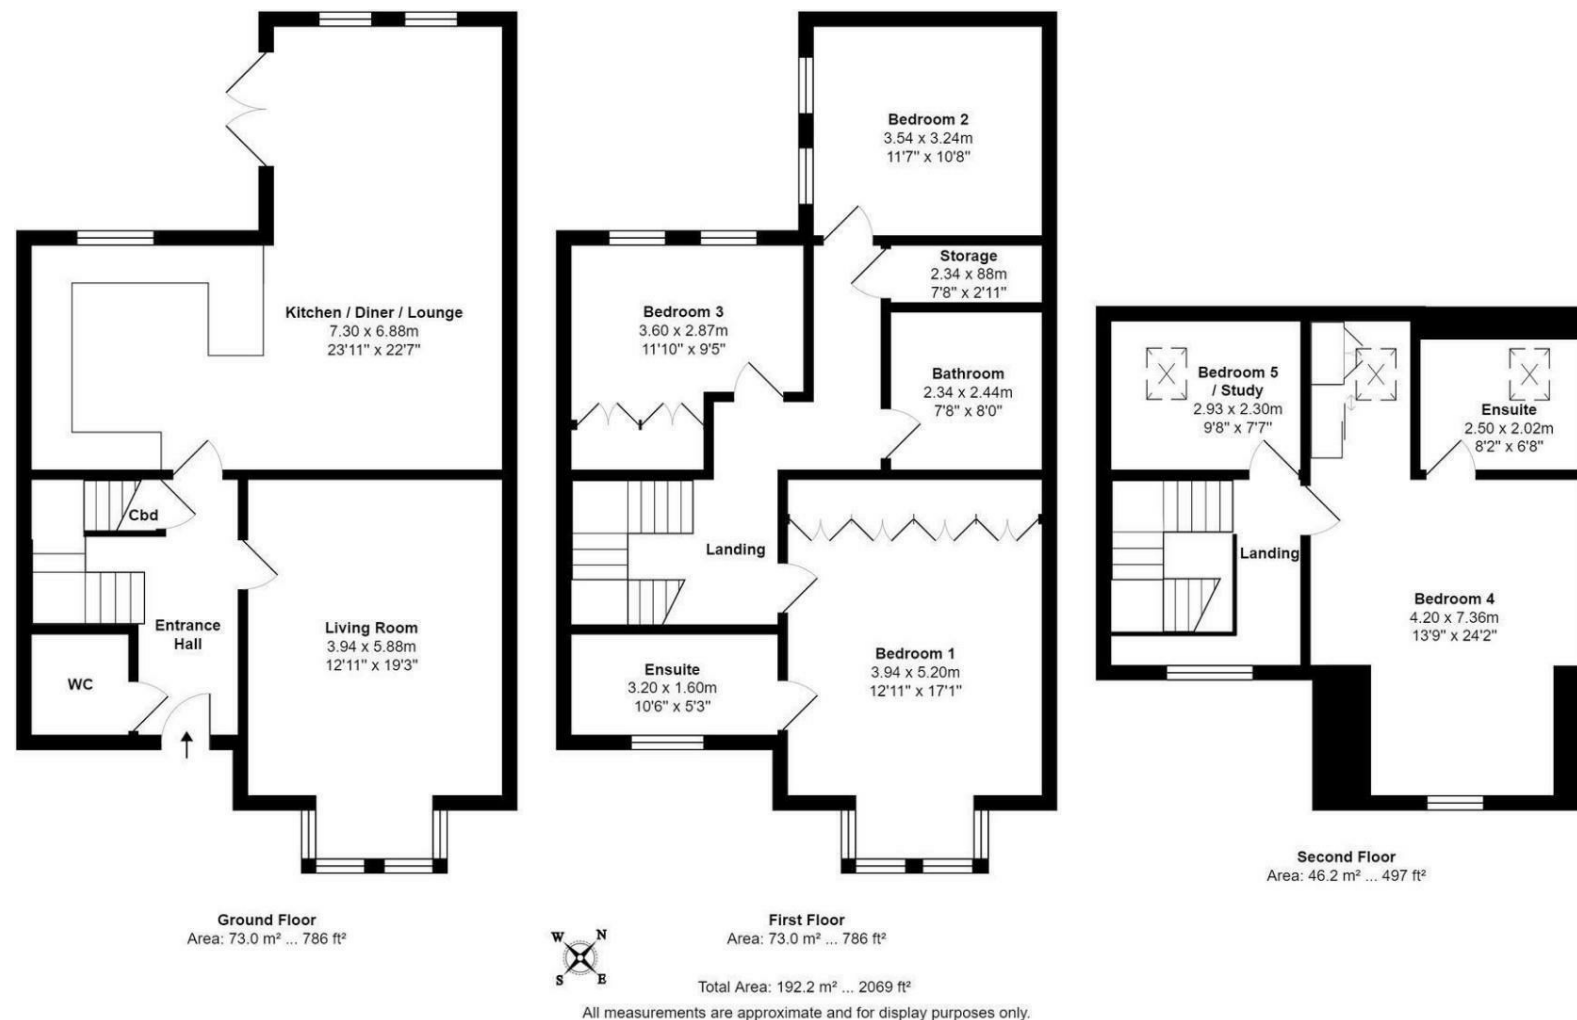 Kitchen / Diner / Lounge
7.30 x 6.88m
23'11" x 22'7"
Cbd
Entrance
Hall
WC
Living Room
3.94 x 5.88m
12'11" x 19'3"
Ground Floor
Area: 73.0 m² ... 786 ft²
Bedroom 2
3.54 x 3.24m
11'7" x 10'8"
Storage
2.34 x 88m
7'8" x 2'11"
Bedroom 3
3.60 x 2.87m
11'10" x 9'5"
Bathroom
2.34 x 2.44m
7'8" x 8'0"
Landing
Ensuite
3.20 x 1.60m
10'6" x 5'3"
Bedroom 1
3.94 x 5.20m
12'11" x 17'1"
First Floor
Area: 73.0 m² ... 786 ft²
Bedroom 5
/ Study
2.93 x 2.30m
9'8" x 7'7"
Ensuite
2.50 x 2.02m
8'2" x 6'8"
Landing
Bedroom 4
4.20 x 7.36m
13'9" x 24'2"
Second Floor
Area: 46.2 m² ... 497 ft²
W N
S E
Total Area: 192.2 m² ... 2069 ft²
All measurements are approximate and for display purposes only.